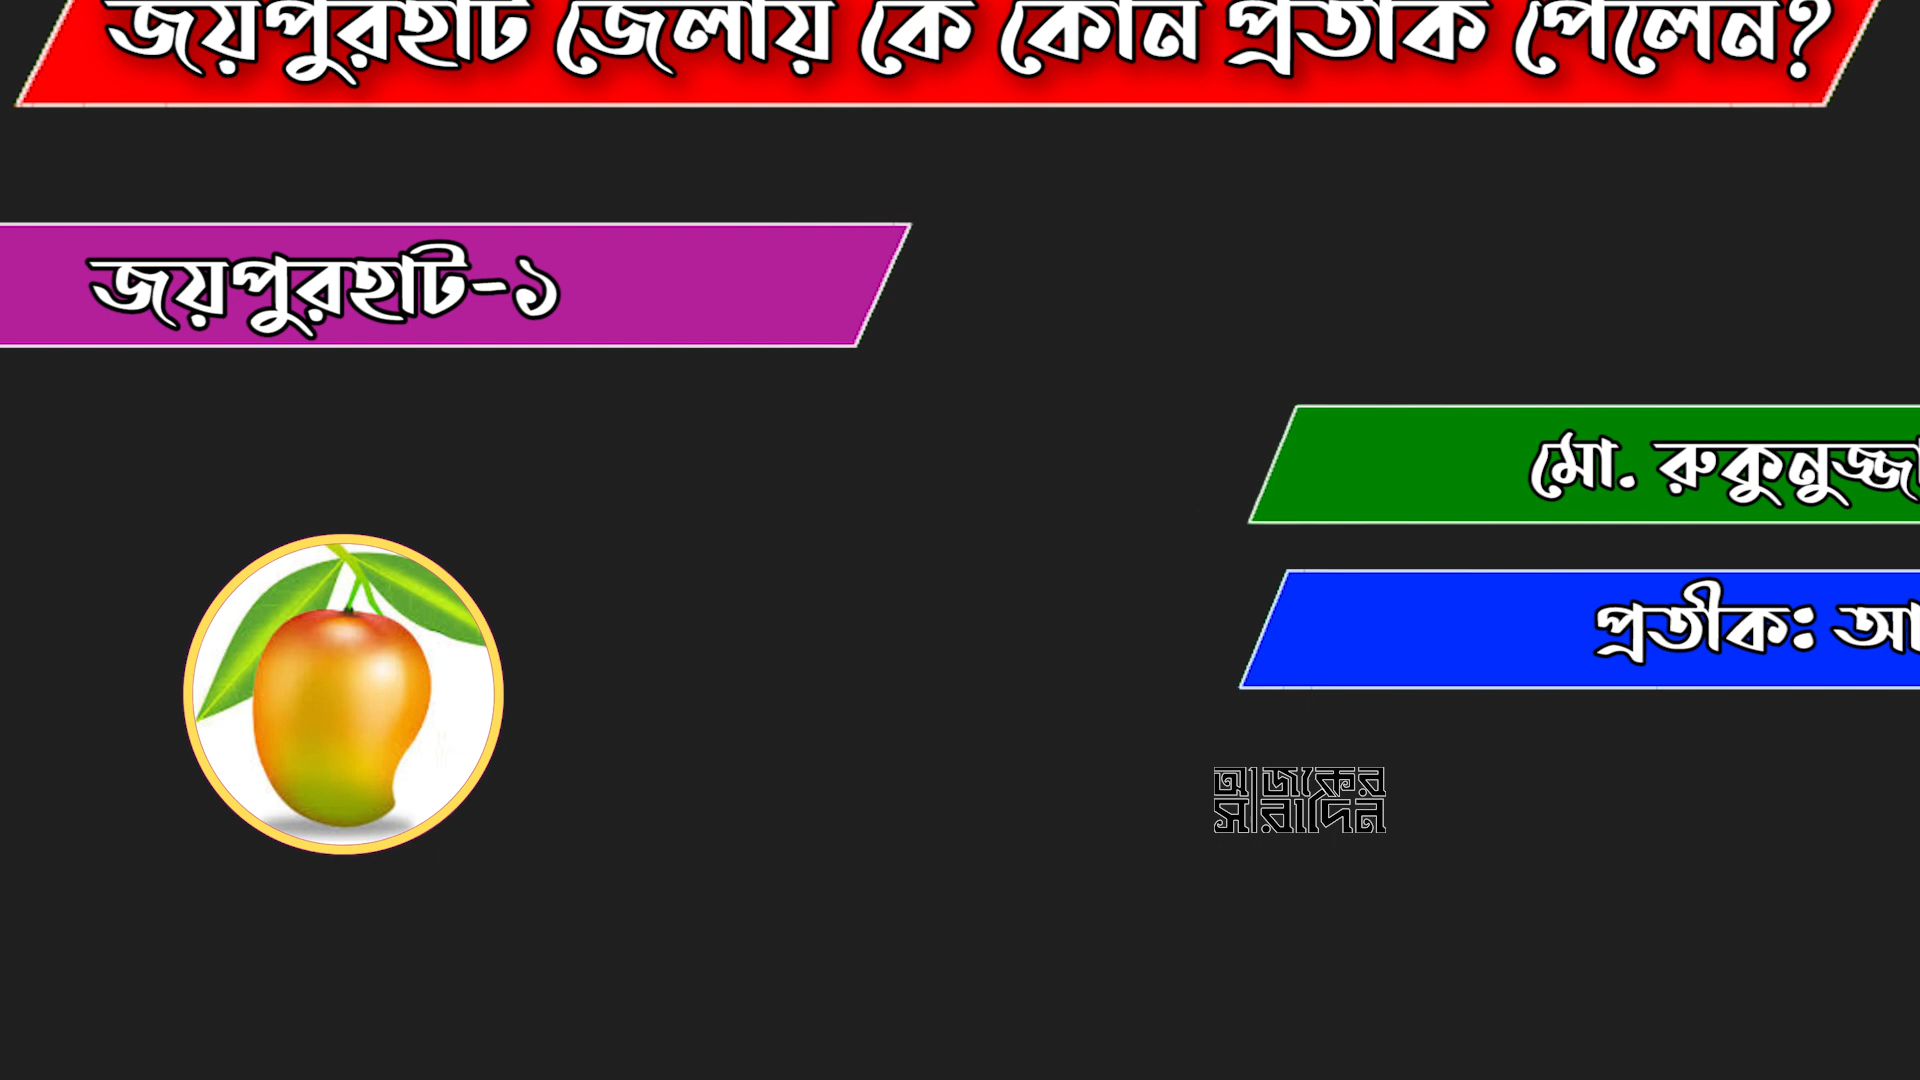 জয়পুরহাট জেলায় কে কোন প্রতীক পেলেন?
জয়পুরহাট-১
মো.
প্রতীক:
আজকের
সারাদিন